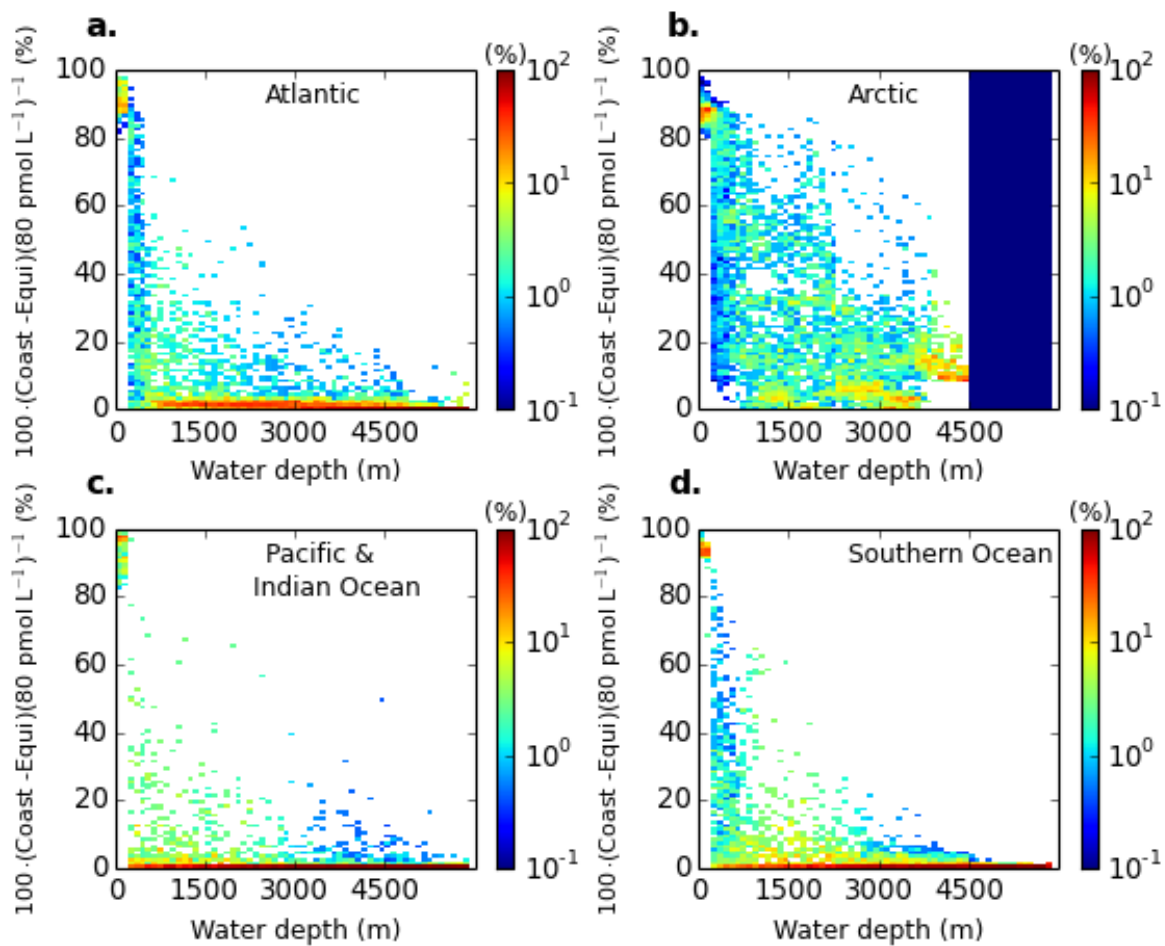 a.
(%)
Atlantic
100·(Coast -Equi)(80 pmol L⁻¹)⁻¹ (%)
100
80
60
40
20
0
0 1500 3000 4500
Water depth (m)
10²
10¹
10⁰
10⁻¹
b.
(%)
Arctic
100·(Coast -Equi)(80 pmol L⁻¹)⁻¹ (%)
100
80
60
40
20
0
0 1500 3000 4500
Water depth (m)
10²
10¹
10⁰
10⁻¹
c.
(%)
Pacific &
Indian Ocean
100·(Coast -Equi)(80 pmol L⁻¹)⁻¹ (%)
100
80
60
40
20
0
0 1500 3000 4500
Water depth (m)
10²
10¹
10⁰
10⁻¹
d.
(%)
Southern Ocean
100·(Coast -Equi)(80 pmol L⁻¹)⁻¹ (%)
100
80
60
40
20
0
0 1500 3000 4500
Water depth (m)
10²
10¹
10⁰
10⁻¹